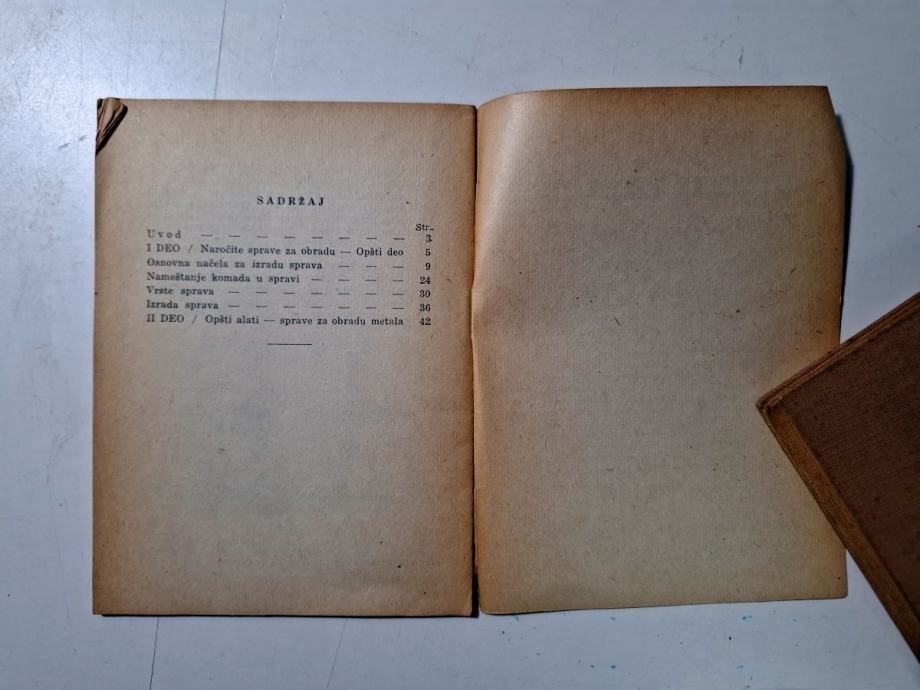 SADRŽAJ
Str..
Uvod — — — — — — — — 3
I DEO / Naročite sprave za obradu — Opšti deo 5
Osnovna načela za izradu sprava — — — 9
Nameštanje komada u spravi — — — — 24
Vrste sprava — — — — — — — 30
Izrada sprava — — — — — — — 36
II DEO / Opšti alati — sprave za obradu metala 42